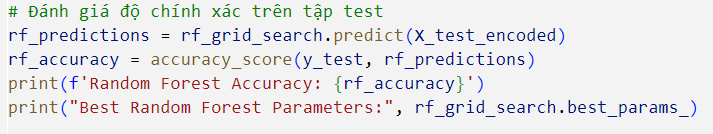 # Đánh giá độ chính xác trên tập test
rf_predictions = rf_grid_search.predict(X_test_encoded)
rf_accuracy = accuracy_score(y_test, rf_predictions)
print(f'Random Forest Accuracy: {rf_accuracy}')
print("Best Random Forest Parameters:", rf_grid_search.best_params_)